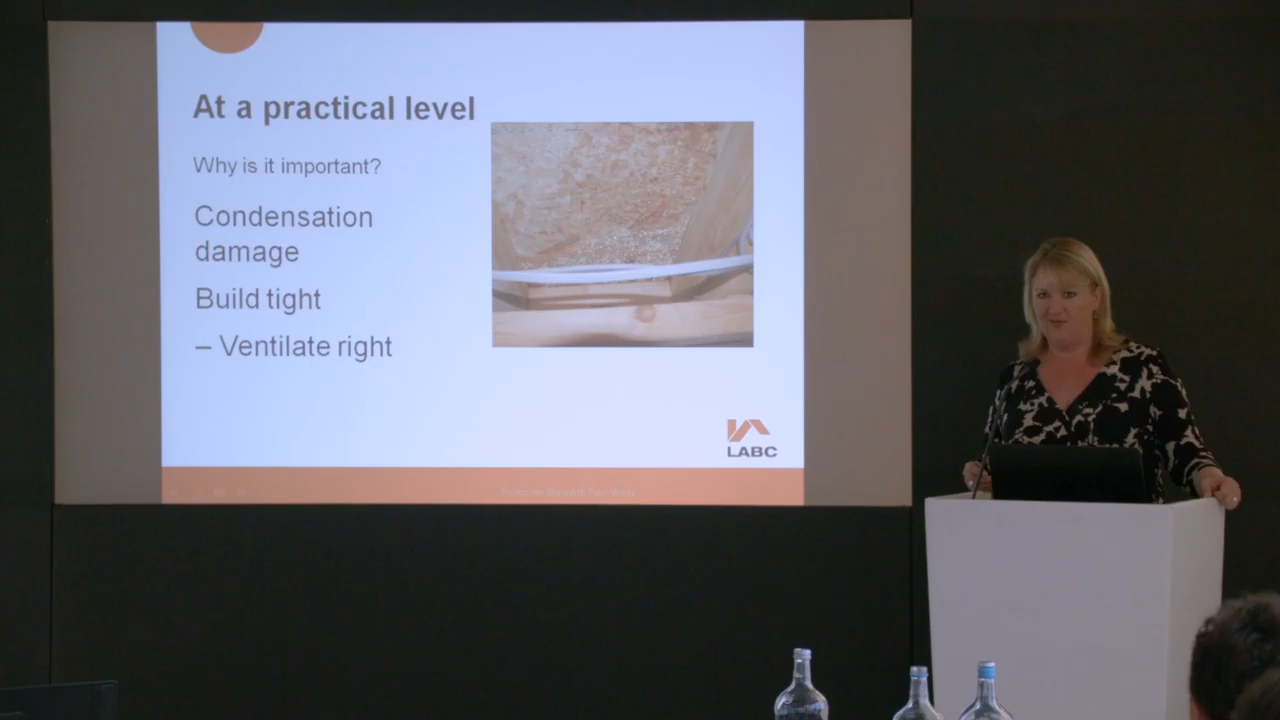 At a practical level
Why is it important?
Condensation
damage
Build tight
– Ventilate right
LABC